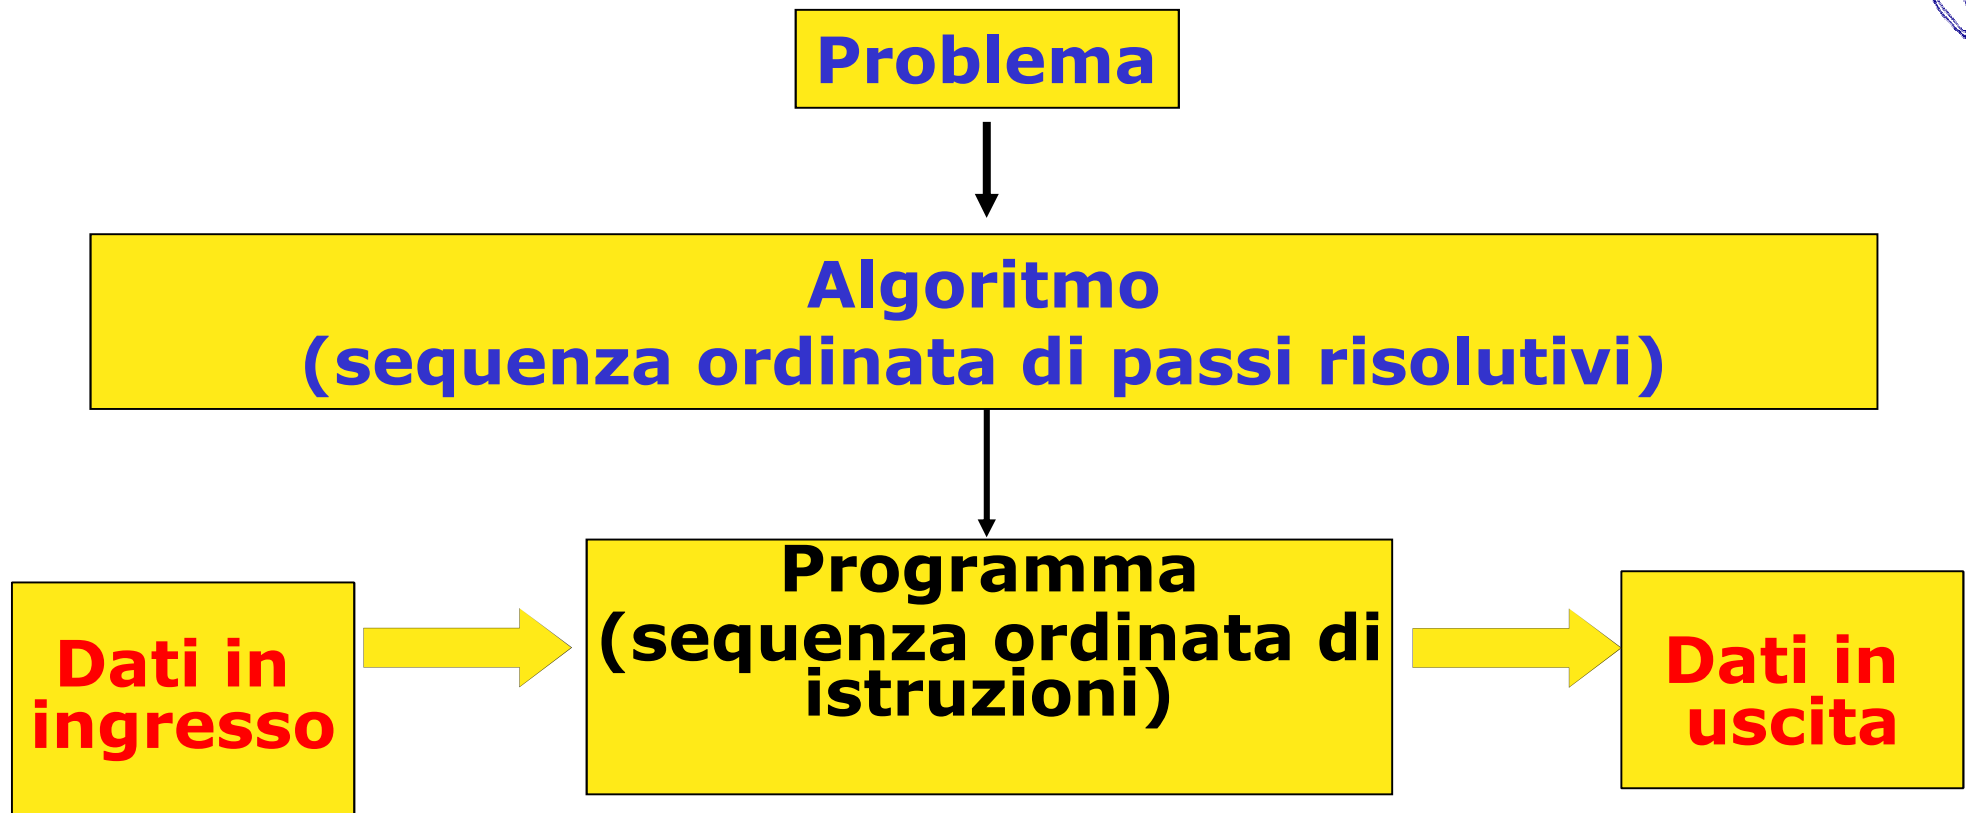 Problema
Algoritmo
(sequenza ordinata di passi risolutivi)
Programma
(sequenza ordinata di
istruzioni)
Dati in
ingresso
Dati in
uscita